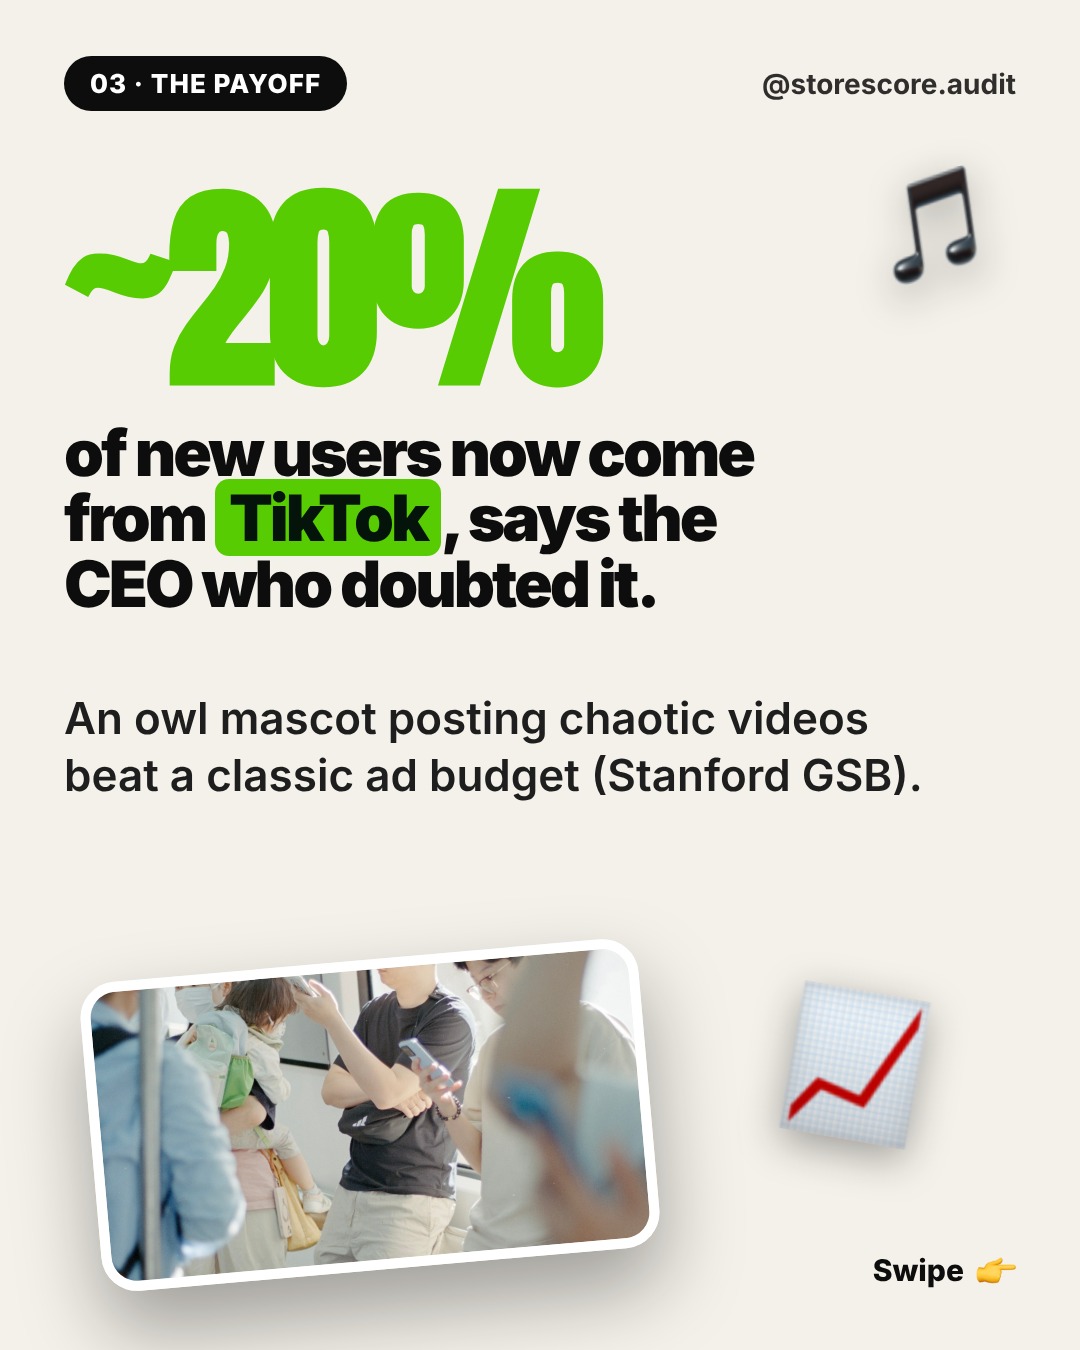 03 · THE PAYOFF
@storescore.audit
~20%
of new users now come
from TikTok, says the
CEO who doubted it.
An owl mascot posting chaotic videos
beat a classic ad budget (Stanford GSB).
Swipe 👉